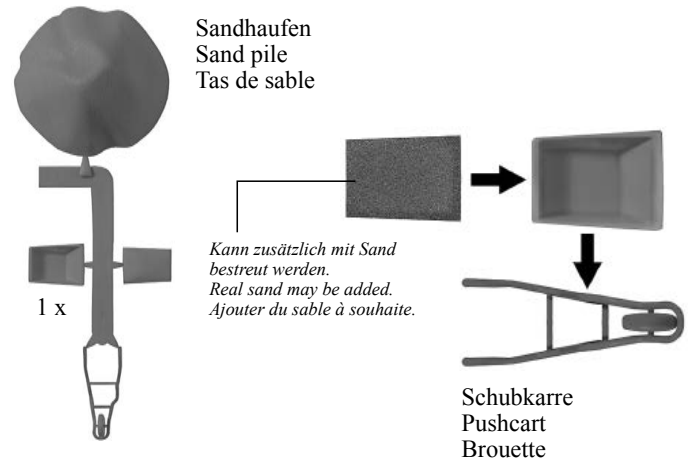 Sandhaufen
Sand pile
Tas de sable
Kann zusätzlich mit Sand
bestreut werden.
Real sand may be added.
Ajouter du sable à souhaite.
1 x
Schubkarre
Pushcart
Brouette